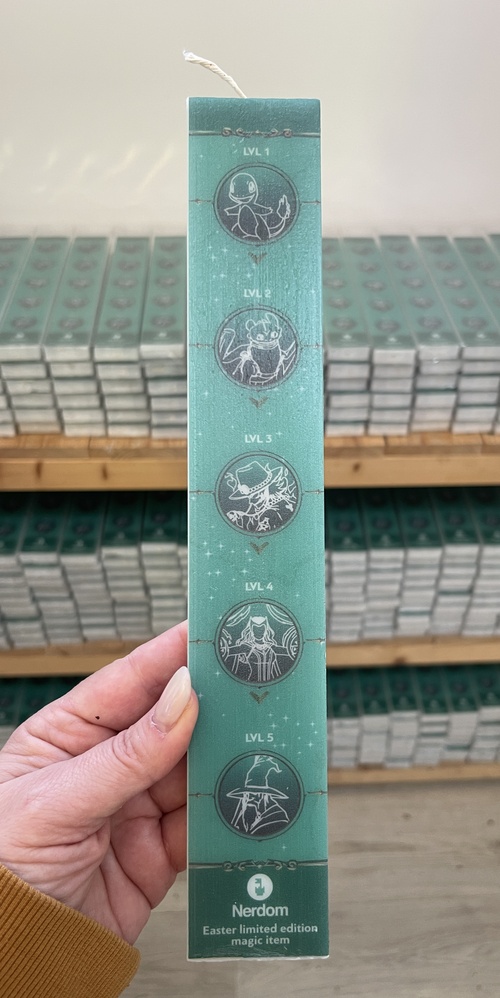 LVL 1
LVL 2
LVL 3
LVL 4
LVL 5
Nerdom
Easter limited edition
magic item